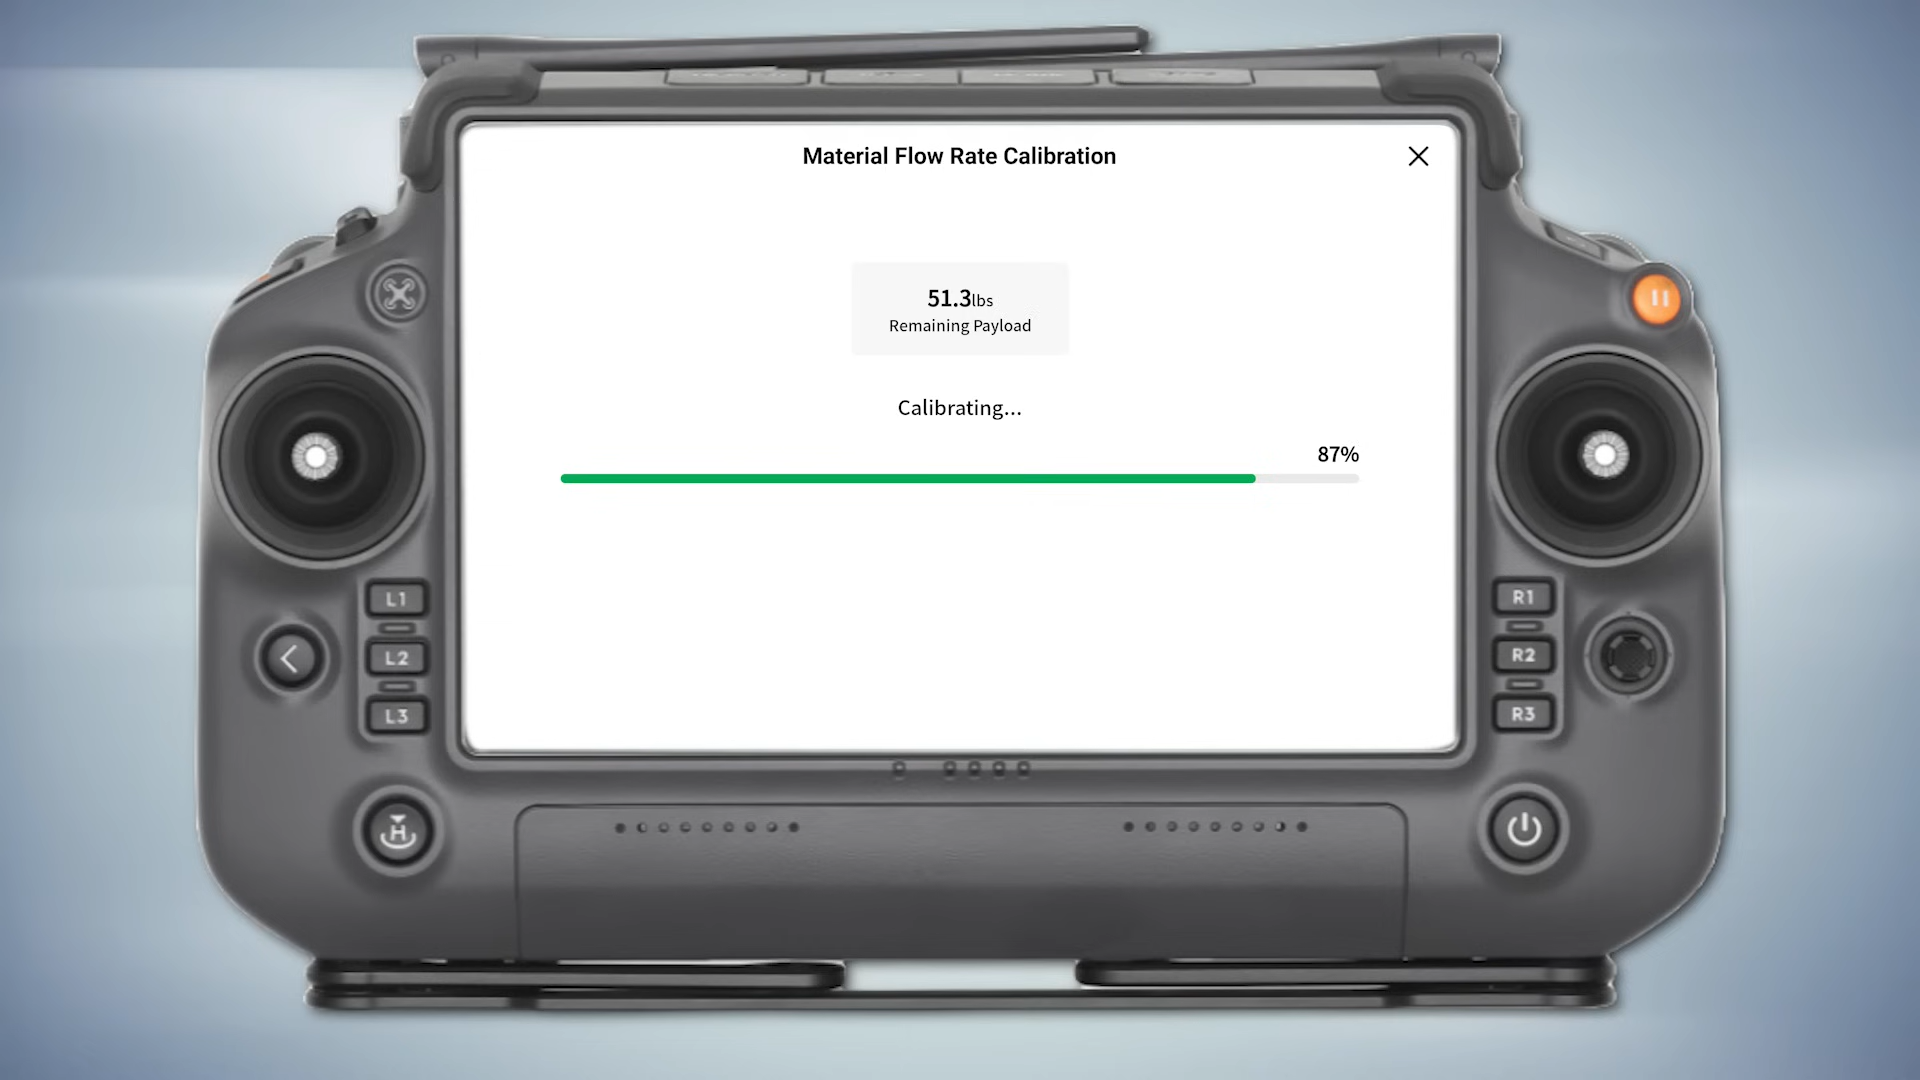 Material Flow Rate Calibration
51.3lbs
Remaining Payload
Calibrating...
87%
L1
L2
L3
R1
R2
R3
H